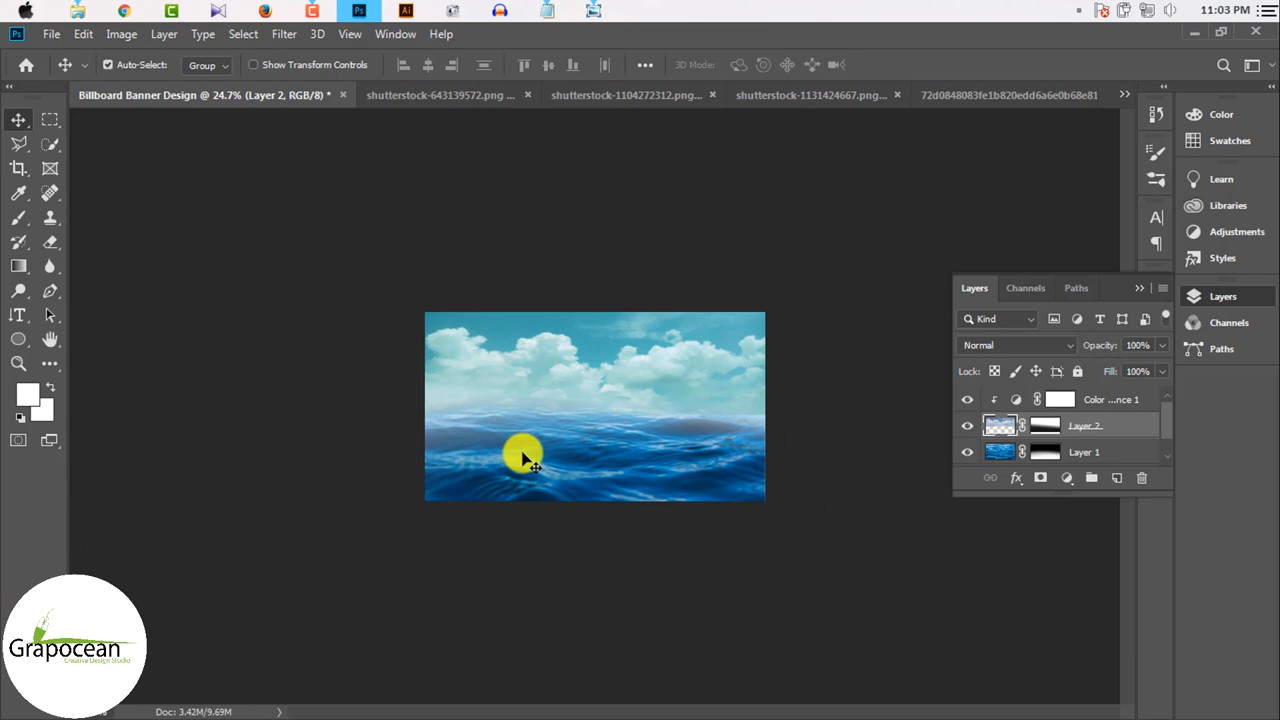 11:03 PM
Ps File Edit Image Layer Type Select Filter 3D View Window Help
Auto-Select: Group Show Transform Controls 3D Mode:
Billboard Banner Design @ 24.7% (Layer 2, RGB/8) * shutterstock-643139572.png ... shutterstock-1104272312.png... shutterstock-1131424667.png... 72d0848083fe1b820edd6a6e0b68e81
Color
Swatches
Learn
Libraries
Adjustments
Styles
Layers
Channels
Paths
Layers Channels Paths
Kind
Normal Opacity: 100%
Lock: Fill: 100%
Color ...nce 1
Layer 2
Layer 1
Grapocean
Creative Design Studio
Doc: 3.42M/9.69M